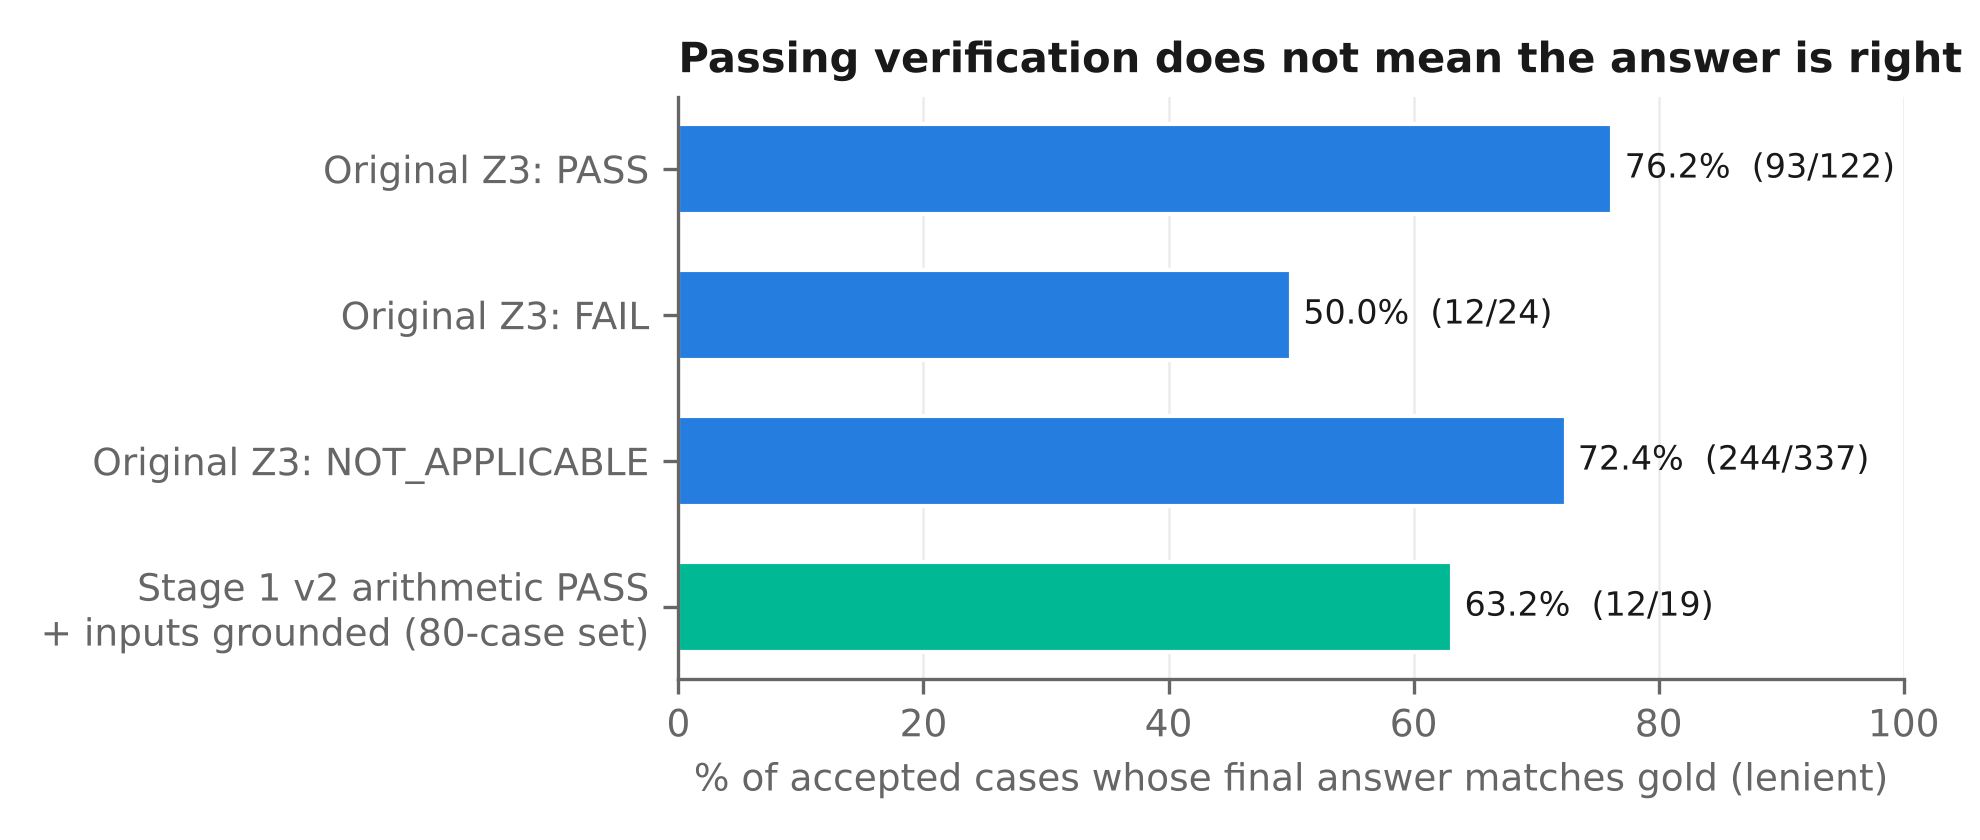 Passing verification does not mean the answer is right
Original Z3: PASS
76.2% (93/122)
Original Z3: FAIL
50.0% (12/24)
Original Z3: NOT_APPLICABLE
72.4% (244/337)
Stage 1 v2 arithmetic PASS
+ inputs grounded (80-case set)
63.2% (12/19)
0 20 40 60 80 100
% of accepted cases whose final answer matches gold (lenient)